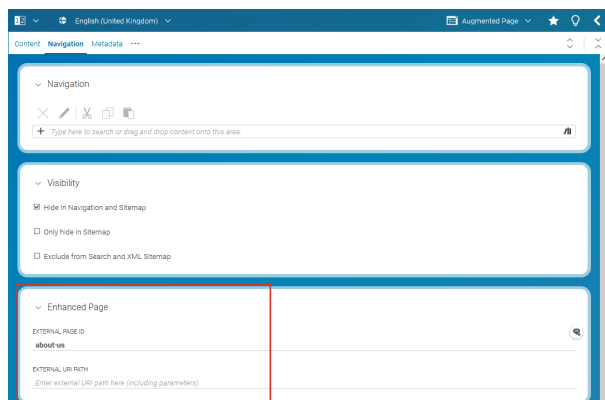 English (United Kingdom)
Augmented Page
Content Navigation Metadata ...
Navigation
Type here to search or drag and drop content onto this area.
Visibility
Hide in Navigation and Sitemap
Only hide in Sitemap
Exclude from Search and XML Sitemap
Enhanced Page
EXTERNAL PAGE ID
about-us
EXTERNAL URI PATH
Enter external URI path here (including parameters).